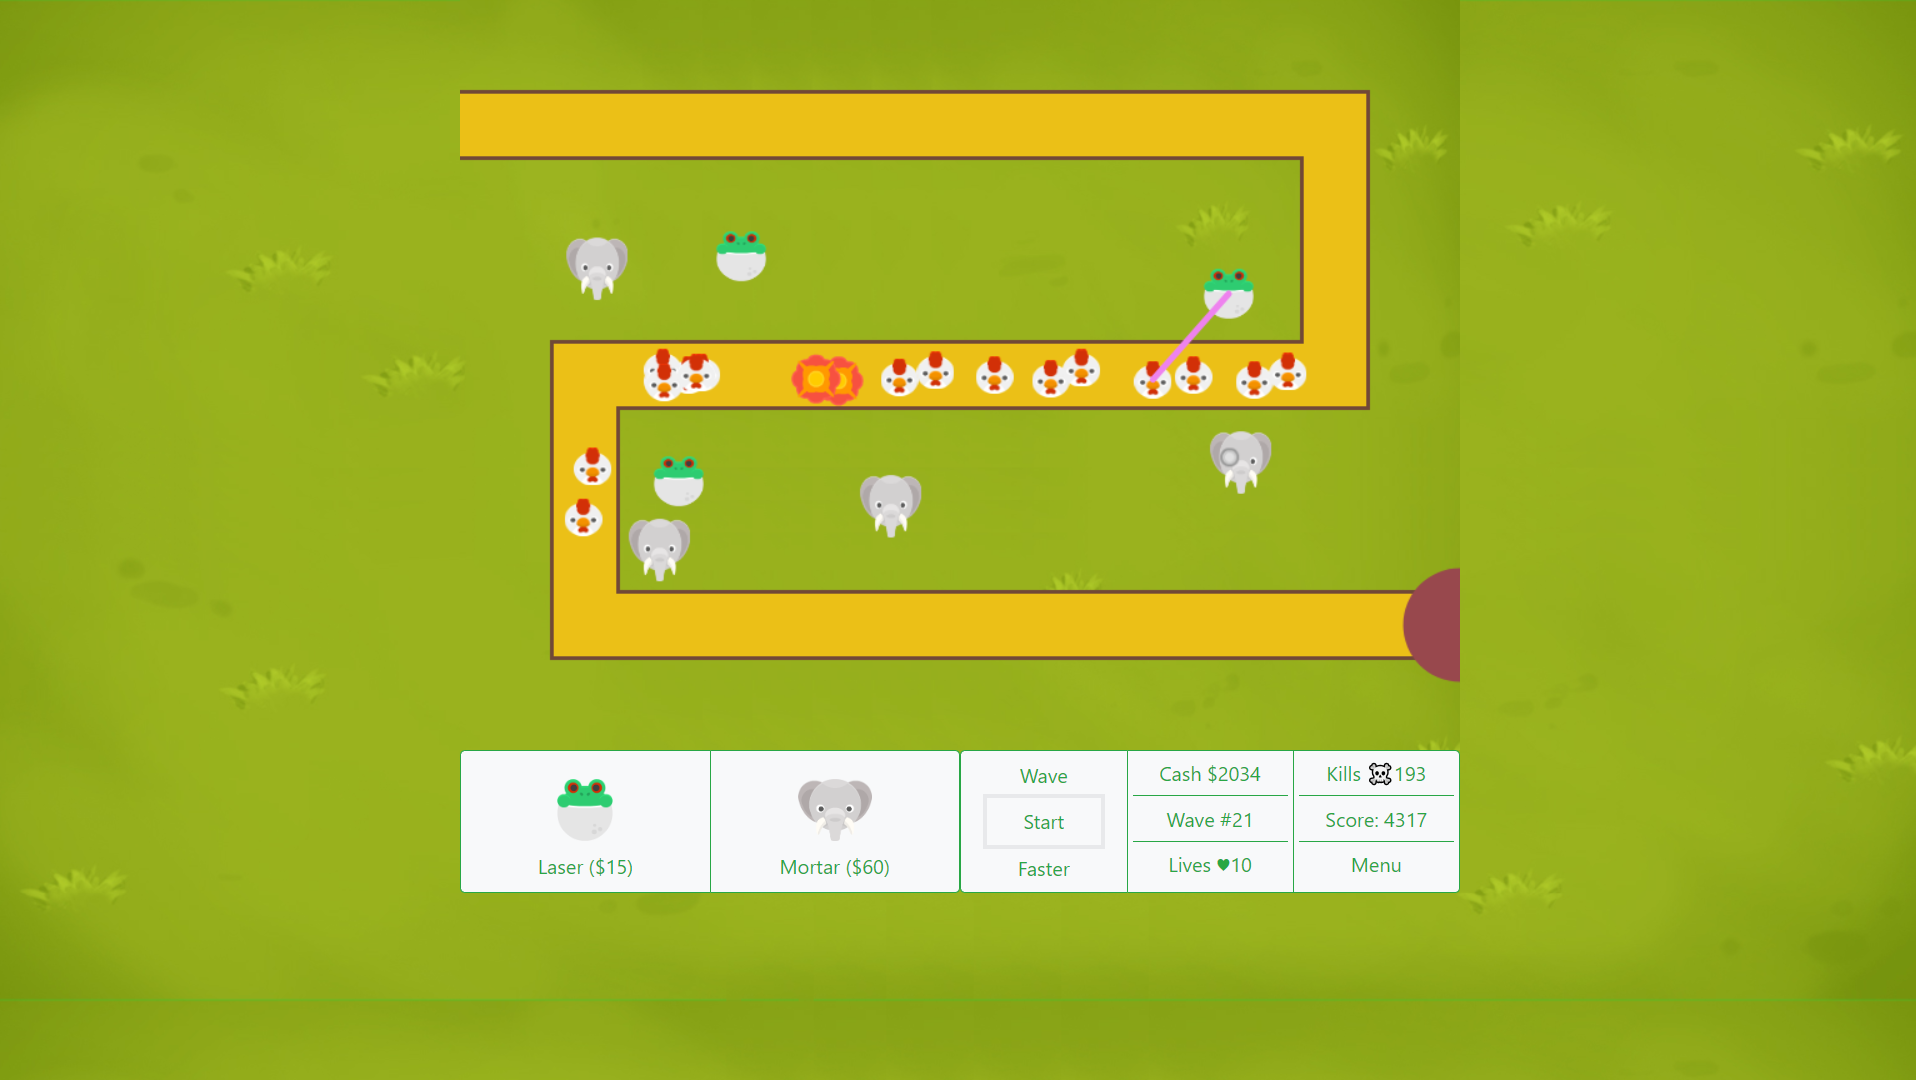 Laser ($15)
Mortar ($60)
Wave
Start
Faster
Cash $2034
Wave #21
Lives ♥10
Kills ☠193
Score: 4317
Menu